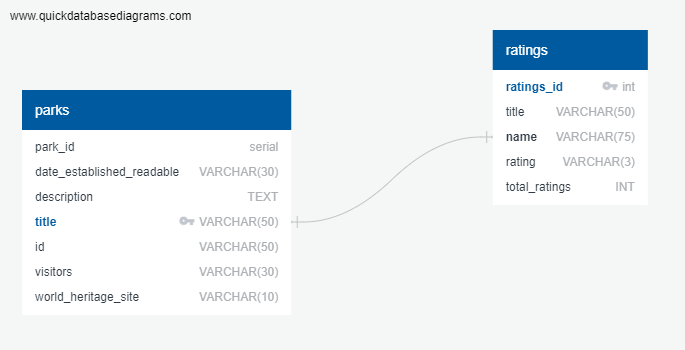 www.quickdatabasediagrams.com
parks
park_id serial
date_established_readable VARCHAR(30)
description TEXT
title VARCHAR(50)
id VARCHAR(50)
visitors VARCHAR(30)
world_heritage_site VARCHAR(10)
ratings
ratings_id int
title VARCHAR(50)
name VARCHAR(75)
rating VARCHAR(3)
total_ratings INT